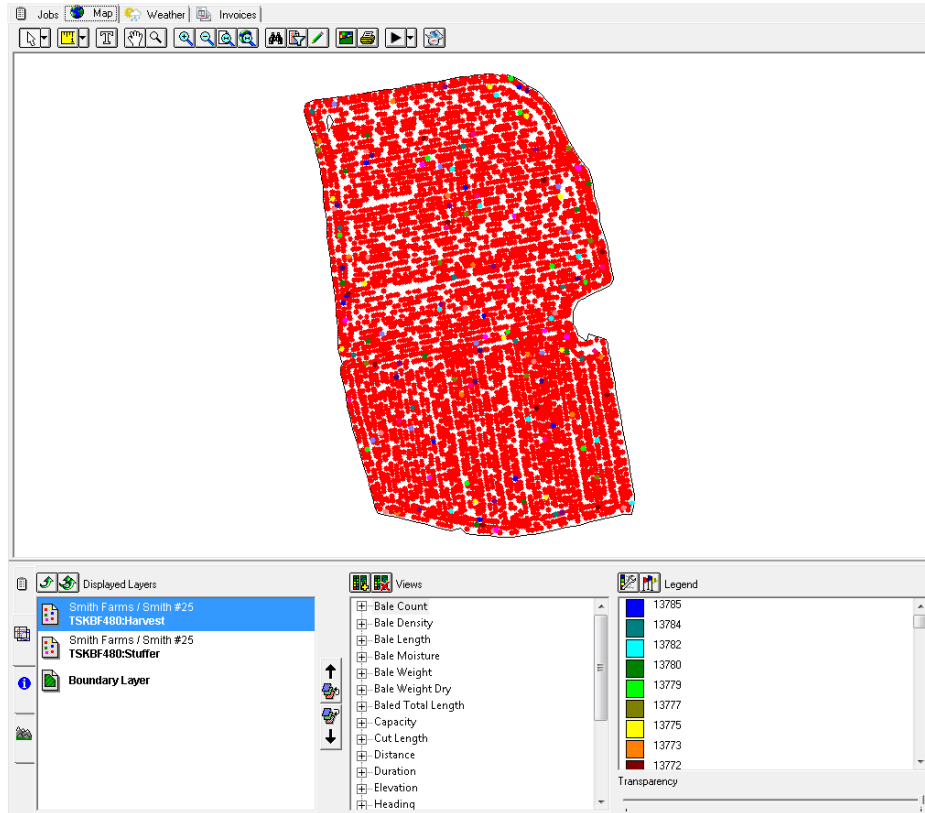 Jobs Map Weather Invoices
T
Displayed Layers
Smith Farms / Smith #25
TSKBF480:Harvest
Smith Farms / Smith #25
TSKBF480:Stuffer
Boundary Layer
Views
Bale Count
Bale Density
Bale Length
Bale Moisture
Bale Weight
Bale Weight Dry
Baled Total Length
Capacity
Cut Length
Distance
Duration
Elevation
Heading
Legend
13785
13784
13782
13780
13779
13777
13775
13773
13772
Transparency